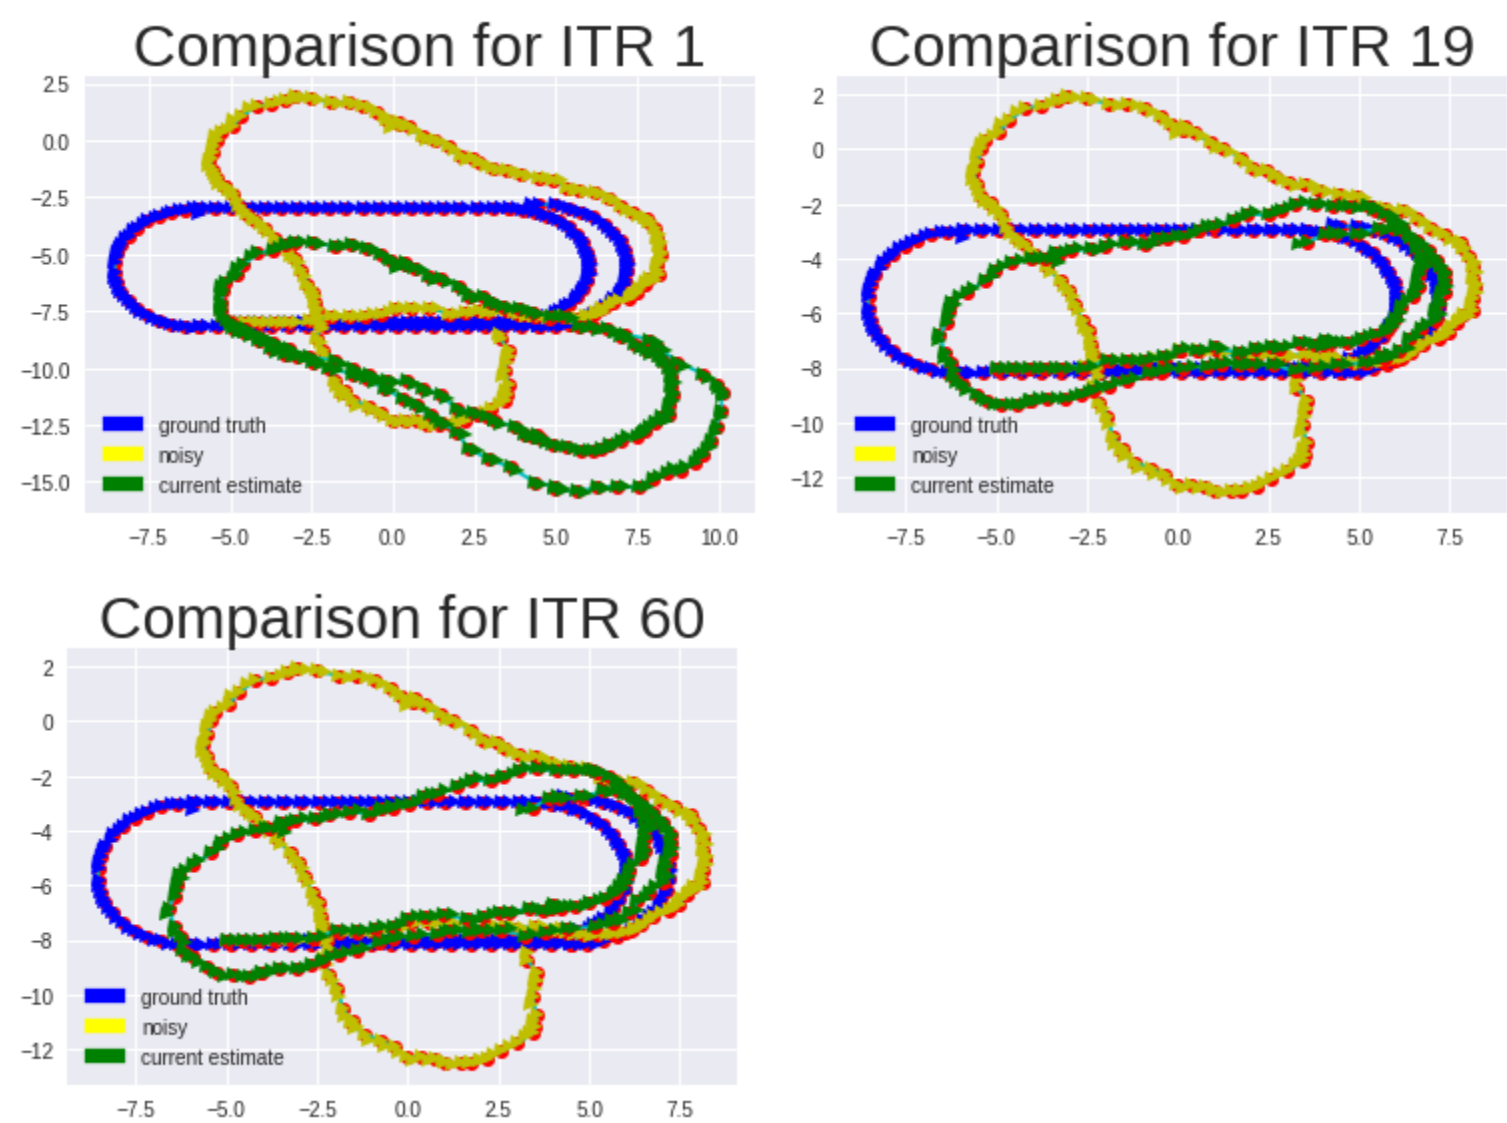 Comparison for ITR 1
2.5
0.0
−2.5
−5.0
−7.5
−10.0
−12.5
−15.0
ground truth
noisy
current estimate
−7.5 −5.0 −2.5 0.0 2.5 5.0 7.5 10.0
Comparison for ITR 19
2
0
−2
−4
−6
−8
−10
−12
ground truth
noisy
current estimate
−7.5 −5.0 −2.5 0.0 2.5 5.0 7.5
Comparison for ITR 60
2
0
−2
−4
−6
−8
−10
−12
ground truth
noisy
current estimate
−7.5 −5.0 −2.5 0.0 2.5 5.0 7.5